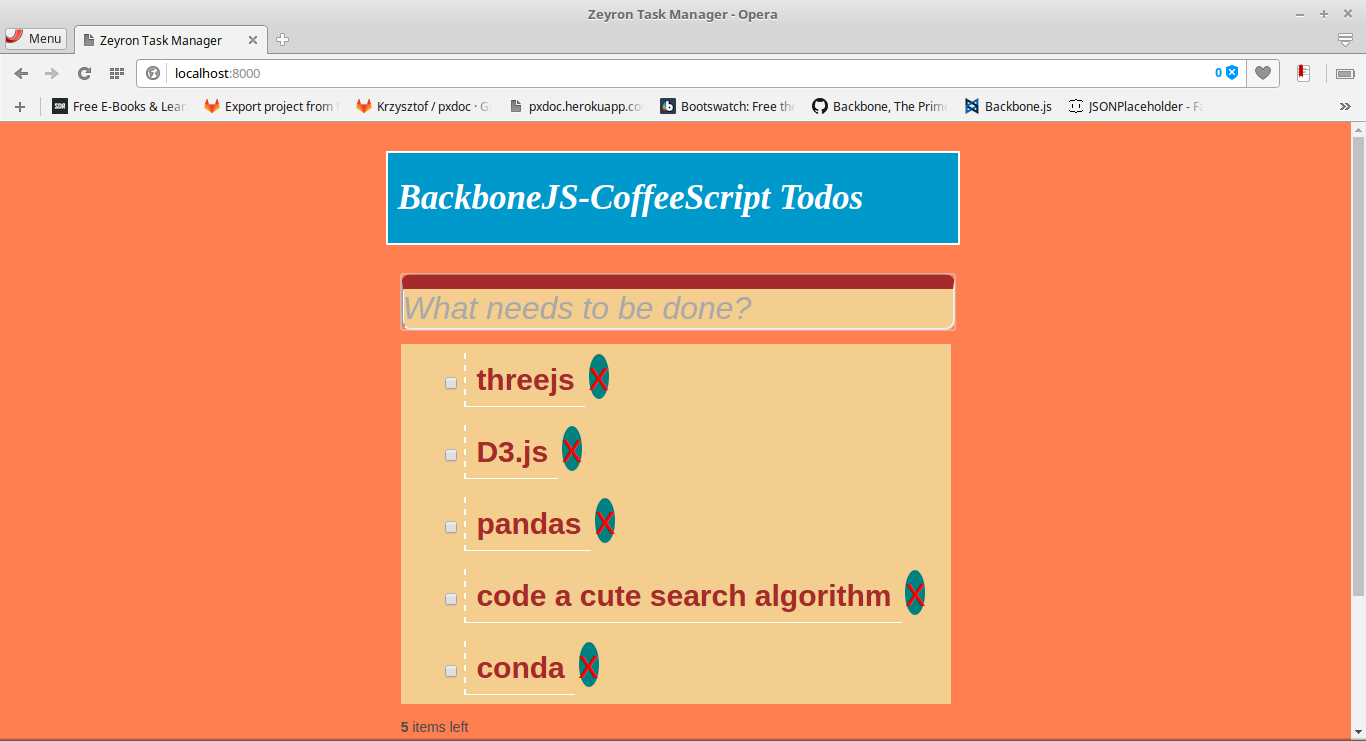 Zeyron Task Manager - Opera
Menu
Zeyron Task Manager
localhost:8000
0
Free E-Books & Lear
Export project from
Krzysztof / pxdoc · G
pxdoc.herokuapp.co
Bootswatch: Free the
Backbone, The Prim
Backbone.js
JSONPlaceholder - Fa
BackboneJS-CoffeeScript Todos
What needs to be done?
threejs X
D3.js X
pandas X
code a cute search algorithm X
conda X
5 items left